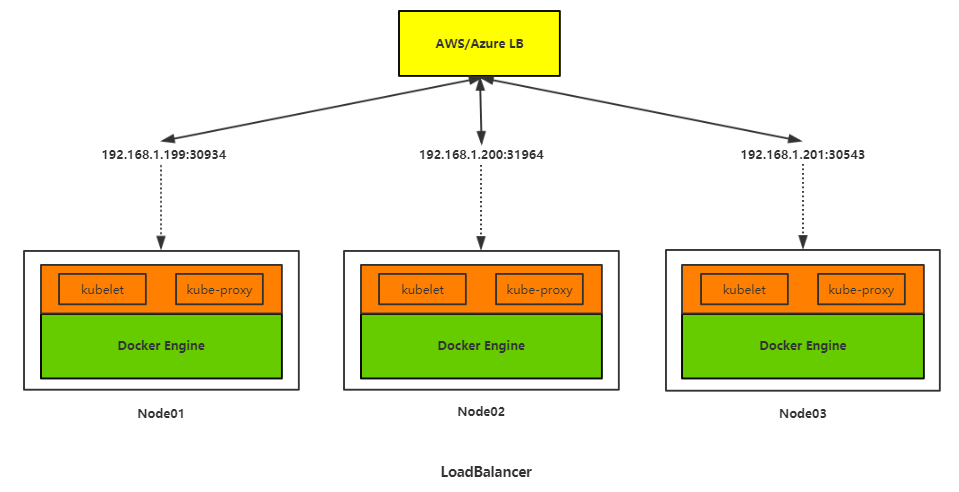 AWS/Azure LB
192.168.1.199:30934
192.168.1.200:31964
192.168.1.201:30543
kubelet
kube-proxy
kubelet
kube-proxy
kubelet
kube-proxy
Docker Engine
Docker Engine
Docker Engine
Node01
Node02
Node03
LoadBalancer